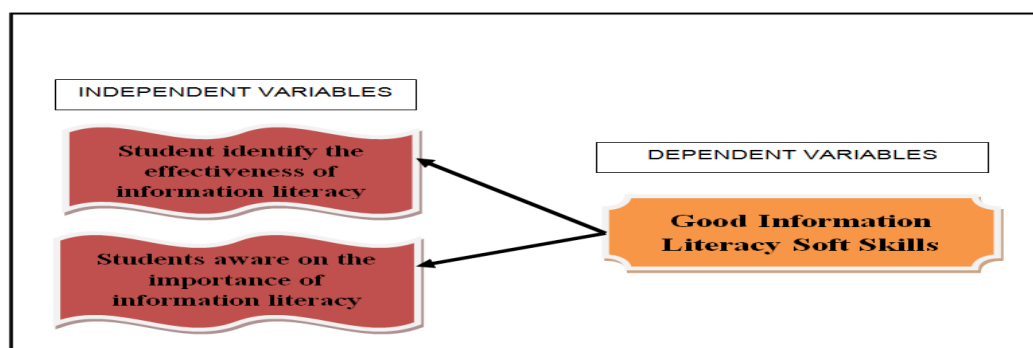 INDEPENDENT VARIABLES
Student identify the
effectiveness of
information literacy
Students aware on the
importance of
information literacy
DEPENDENT VARIABLES
Good Information
Literacy Soft Skills